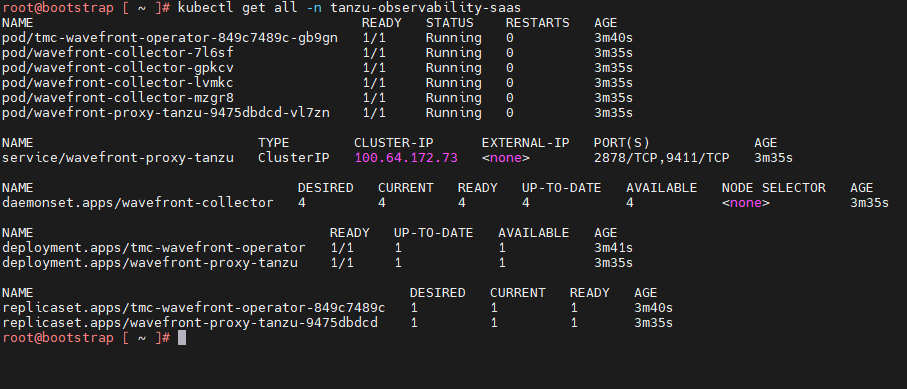 root@bootstrap [ ~ ]# kubectl get all -n tanzu-observability-saas
NAME READY STATUS RESTARTS AGE
pod/tmc-wavefront-operator-849c7489c-gb9gn 1/1 Running 0 3m40s
pod/wavefront-collector-7l6sf 1/1 Running 0 3m35s
pod/wavefront-collector-gpkcv 1/1 Running 0 3m35s
pod/wavefront-collector-lvmkc 1/1 Running 0 3m35s
pod/wavefront-collector-mzgr8 1/1 Running 0 3m35s
pod/wavefront-proxy-tanzu-9475dbdcd-vl7zn 1/1 Running 0 3m35s
NAME TYPE CLUSTER-IP EXTERNAL-IP PORT(S) AGE
service/wavefront-proxy-tanzu ClusterIP 100.64.172.73 <none> 2878/TCP,9411/TCP 3m35s
NAME DESIRED CURRENT READY UP-TO-DATE AVAILABLE NODE SELECTOR AGE
daemonset.apps/wavefront-collector 4 4 4 4 4 <none> 3m35s
NAME READY UP-TO-DATE AVAILABLE AGE
deployment.apps/tmc-wavefront-operator 1/1 1 1 3m41s
deployment.apps/wavefront-proxy-tanzu 1/1 1 1 3m35s
NAME DESIRED CURRENT READY AGE
replicaset.apps/tmc-wavefront-operator-849c7489c 1 1 1 3m40s
replicaset.apps/wavefront-proxy-tanzu-9475dbdcd 1 1 1 3m35s
root@bootstrap [ ~ ]#